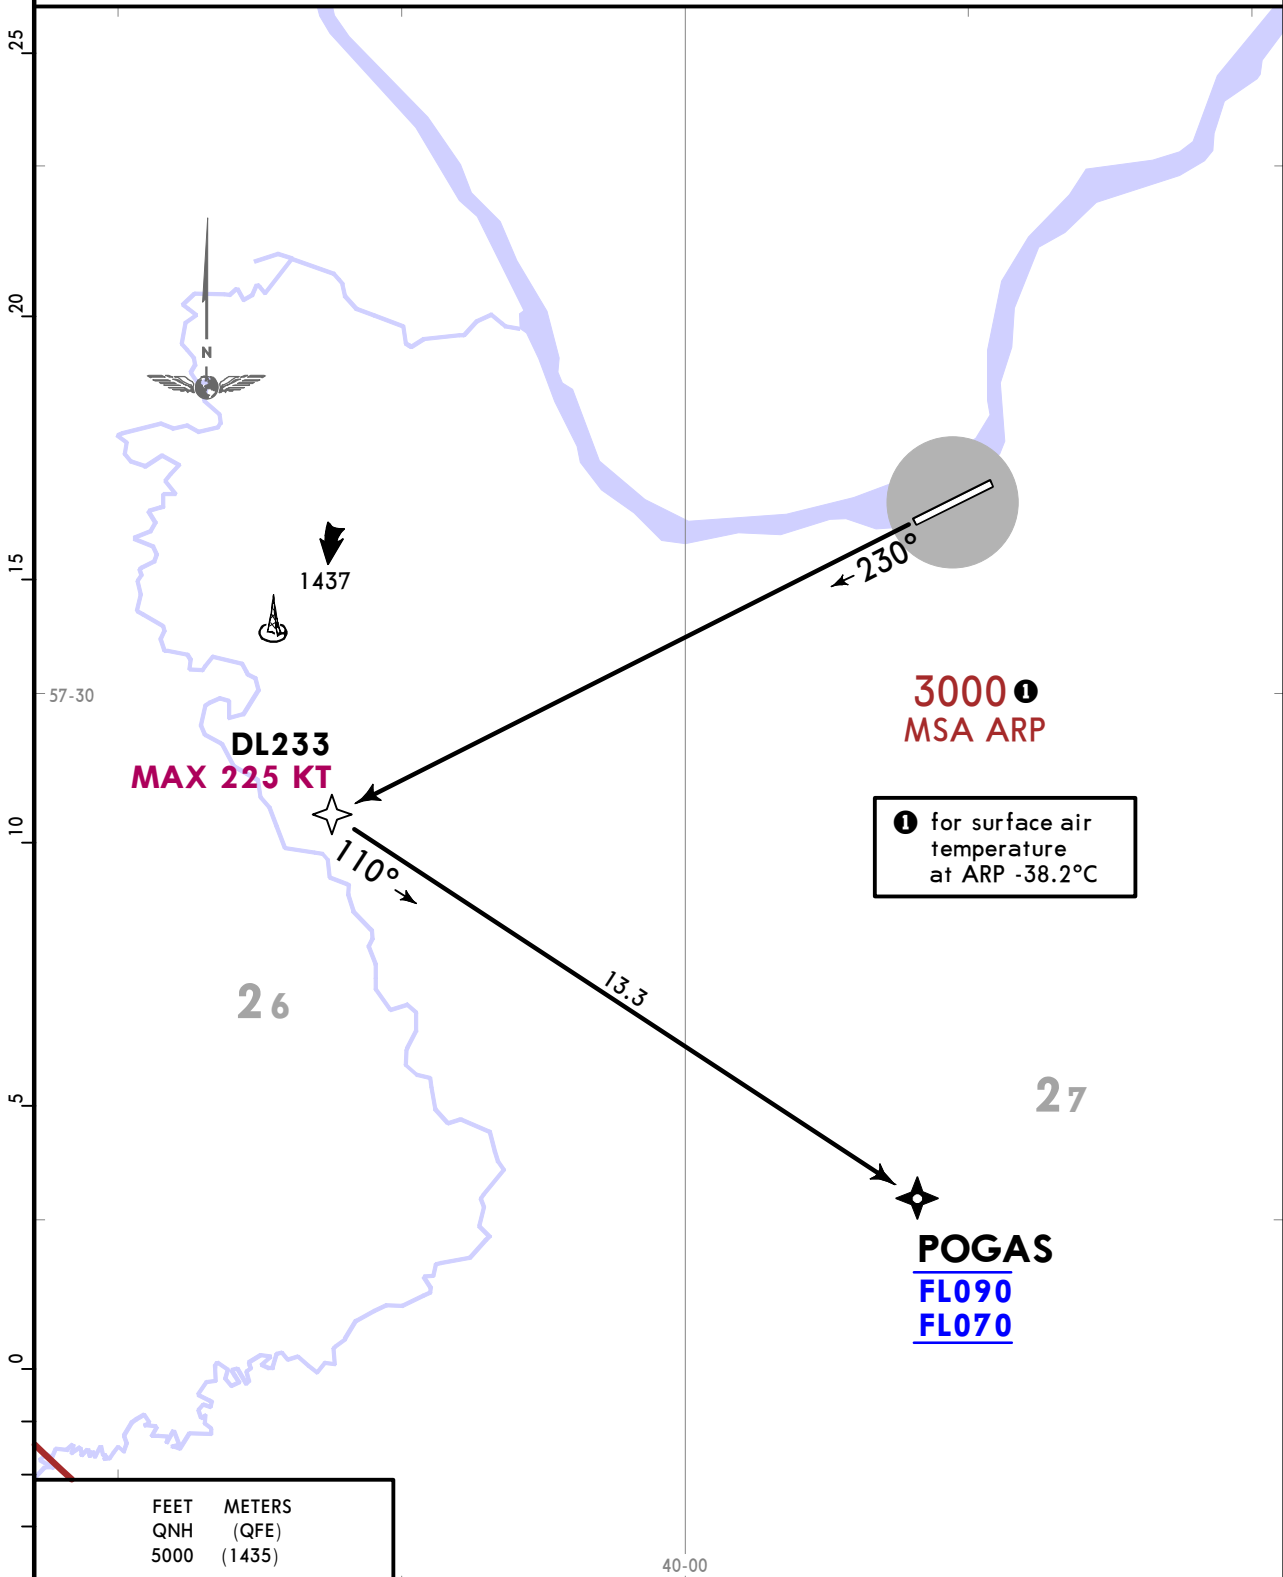 25
20
N
15
1437
230°
57-30
3000 ❶
MSA ARP
DL233
MAX 225 KT
❶ for surface air
temperature
at ARP -38.2°C
10
110°
13.3
26
27
5
POGAS
FL090
FL070
0
FEET METERS
QNH (QFE)
5000 (1435)
40-00